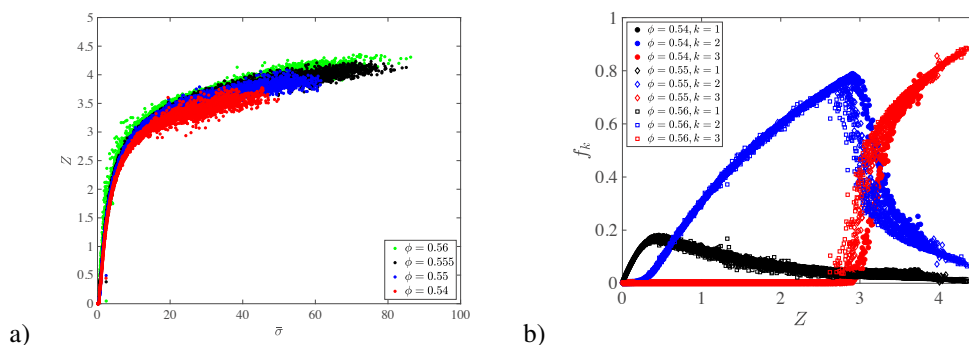 5
4.5
4
3.5
3
2.5
2
1.5
1
0.5
0
Z
0 20 40 60 80 100
σ̄
ϕ = 0.56
ϕ = 0.555
ϕ = 0.55
ϕ = 0.54
a)
1
0.8
0.6
0.4
0.2
0
f_k
0 1 2 3 4
Z
ϕ = 0.54, k = 1
ϕ = 0.54, k = 2
ϕ = 0.54, k = 3
ϕ = 0.55, k = 1
ϕ = 0.55, k = 2
ϕ = 0.55, k = 3
ϕ = 0.56, k = 1
ϕ = 0.56, k = 2
ϕ = 0.56, k = 3
b)